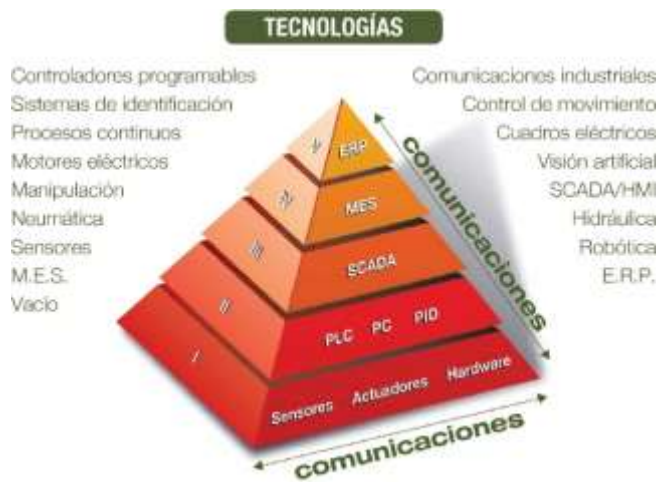 TECNOLOGÍAS
Controladores programables
Sistemas de identificación
Procesos continuos
Motores eléctricos
Manipulación
Neumática
Sensores
M.E.S.
Vacío
Comunicaciones industriales
Control de movimiento
Cuadros eléctricos
Visión artificial
SCADA/HMI
Hidráulica
Robótica
E.R.P.
V ERP
IV MES
III SCADA
II PLC PC PID
I Sensores Actuadores Hardware
comunicaciones
comunicaciones